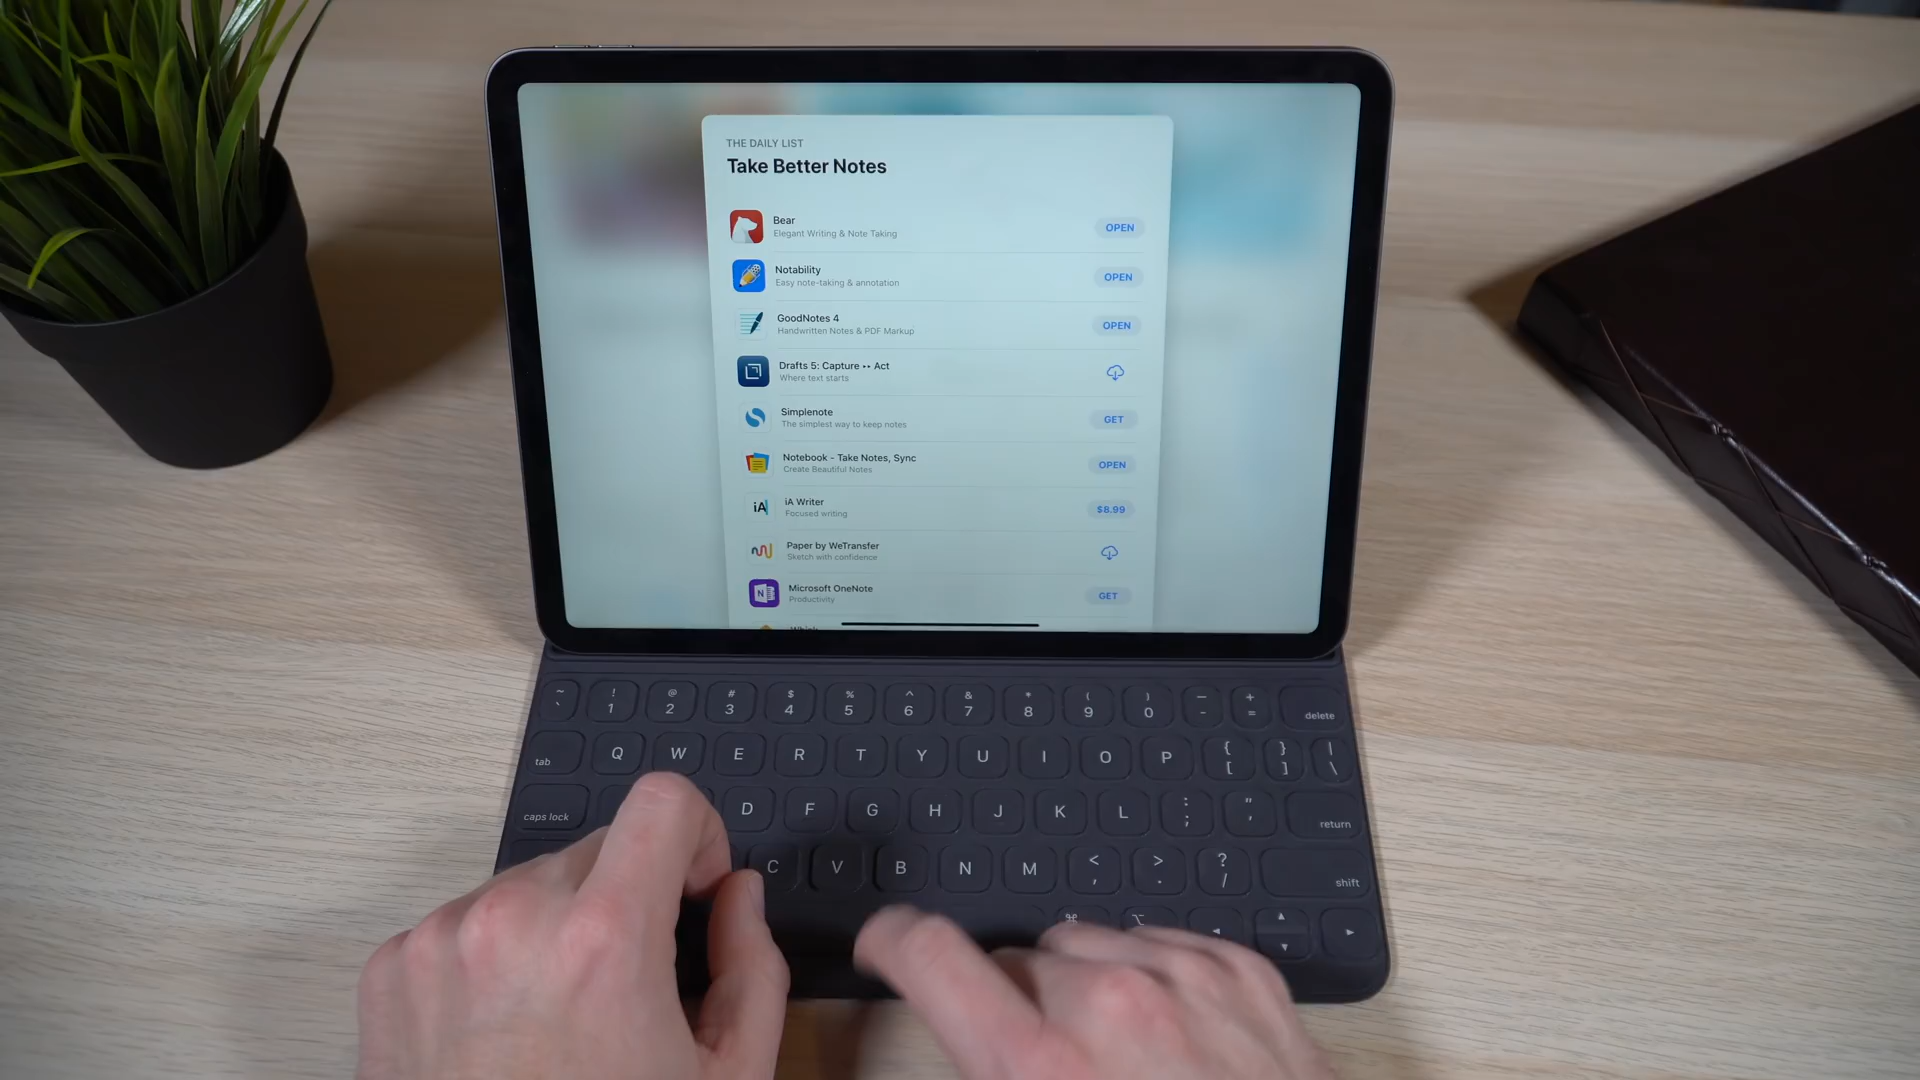 THE DAILY LIST
Take Better Notes
Bear
Elegant Writing & Note Taking
OPEN
Notability
Easy note-taking & annotation
OPEN
GoodNotes 4
Handwritten Notes & PDF Markup
OPEN
Drafts 5: Capture ‣‣ Act
Where text starts
Simplenote
The simplest way to keep notes
GET
Notebook - Take Notes, Sync
Create Beautiful Notes
OPEN
iA
iA Writer
Focused writing
$8.99
Paper by WeTransfer
Sketch with confidence
N
Microsoft OneNote
Productivity
GET
~ ! @ # $ % ^ & * ( ) — +
` 1 2 3 4 5 6 7 8 9 0 - = delete
tab Q W E R T Y U I O P { [ } ] | \
caps lock D F G H J K L : ; " ' return
C V B N M < , > . ? / shift
⌘ ⌥ ◂ ▴ ▾ ▸